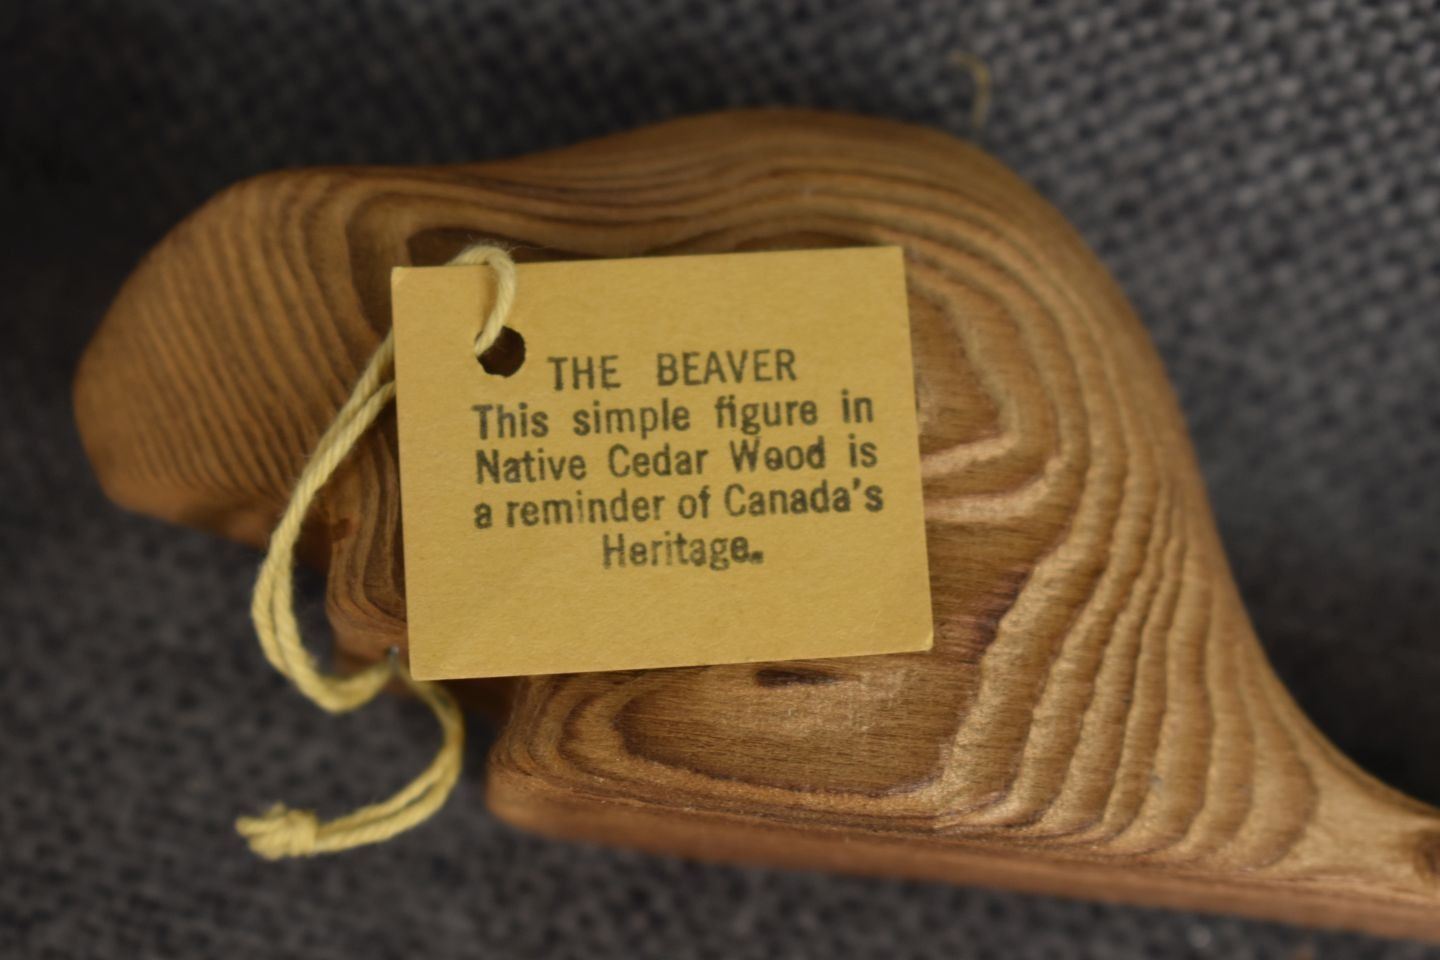 THE BEAVER
This simple figure in
Native Cedar Wood is
a reminder of Canada's
Heritage.